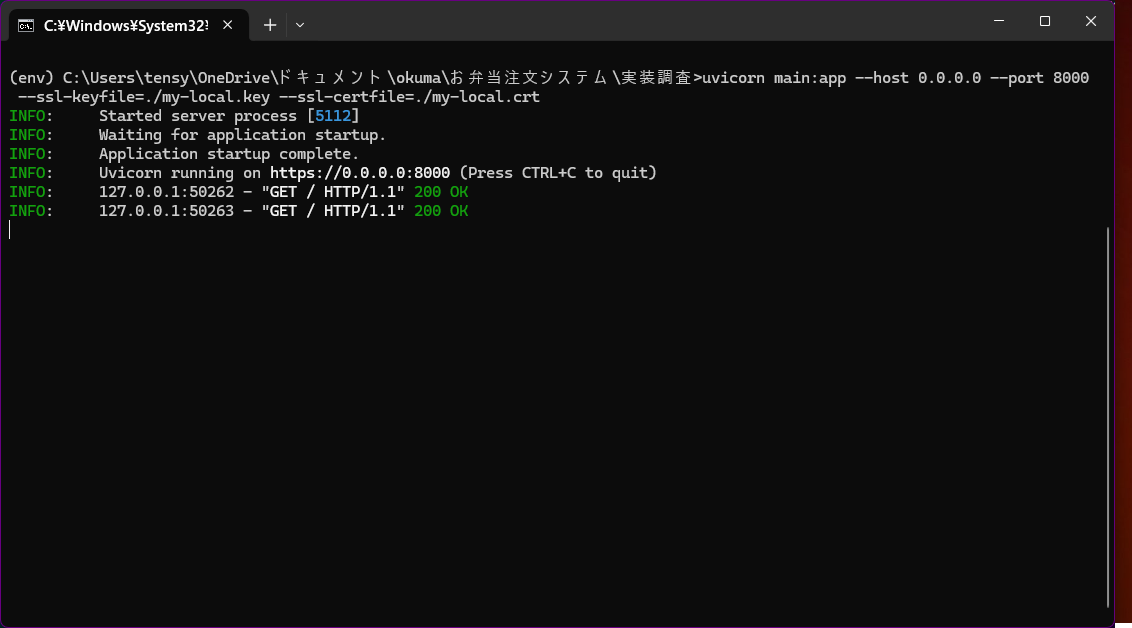 C:¥Windows¥System32¥
(env) C:\Users\tensy\OneDrive\ドキュメント\okuma\お弁当注文システム\実装調査>uvicorn main:app --host 0.0.0.0 --port 8000
--ssl-keyfile=./my-local.key --ssl-certfile=./my-local.crt
INFO:     Started server process [5112]
INFO:     Waiting for application startup.
INFO:     Application startup complete.
INFO:     Uvicorn running on https://0.0.0.0:8000 (Press CTRL+C to quit)
INFO:     127.0.0.1:50262 - "GET / HTTP/1.1" 200 OK
INFO:     127.0.0.1:50263 - "GET / HTTP/1.1" 200 OK